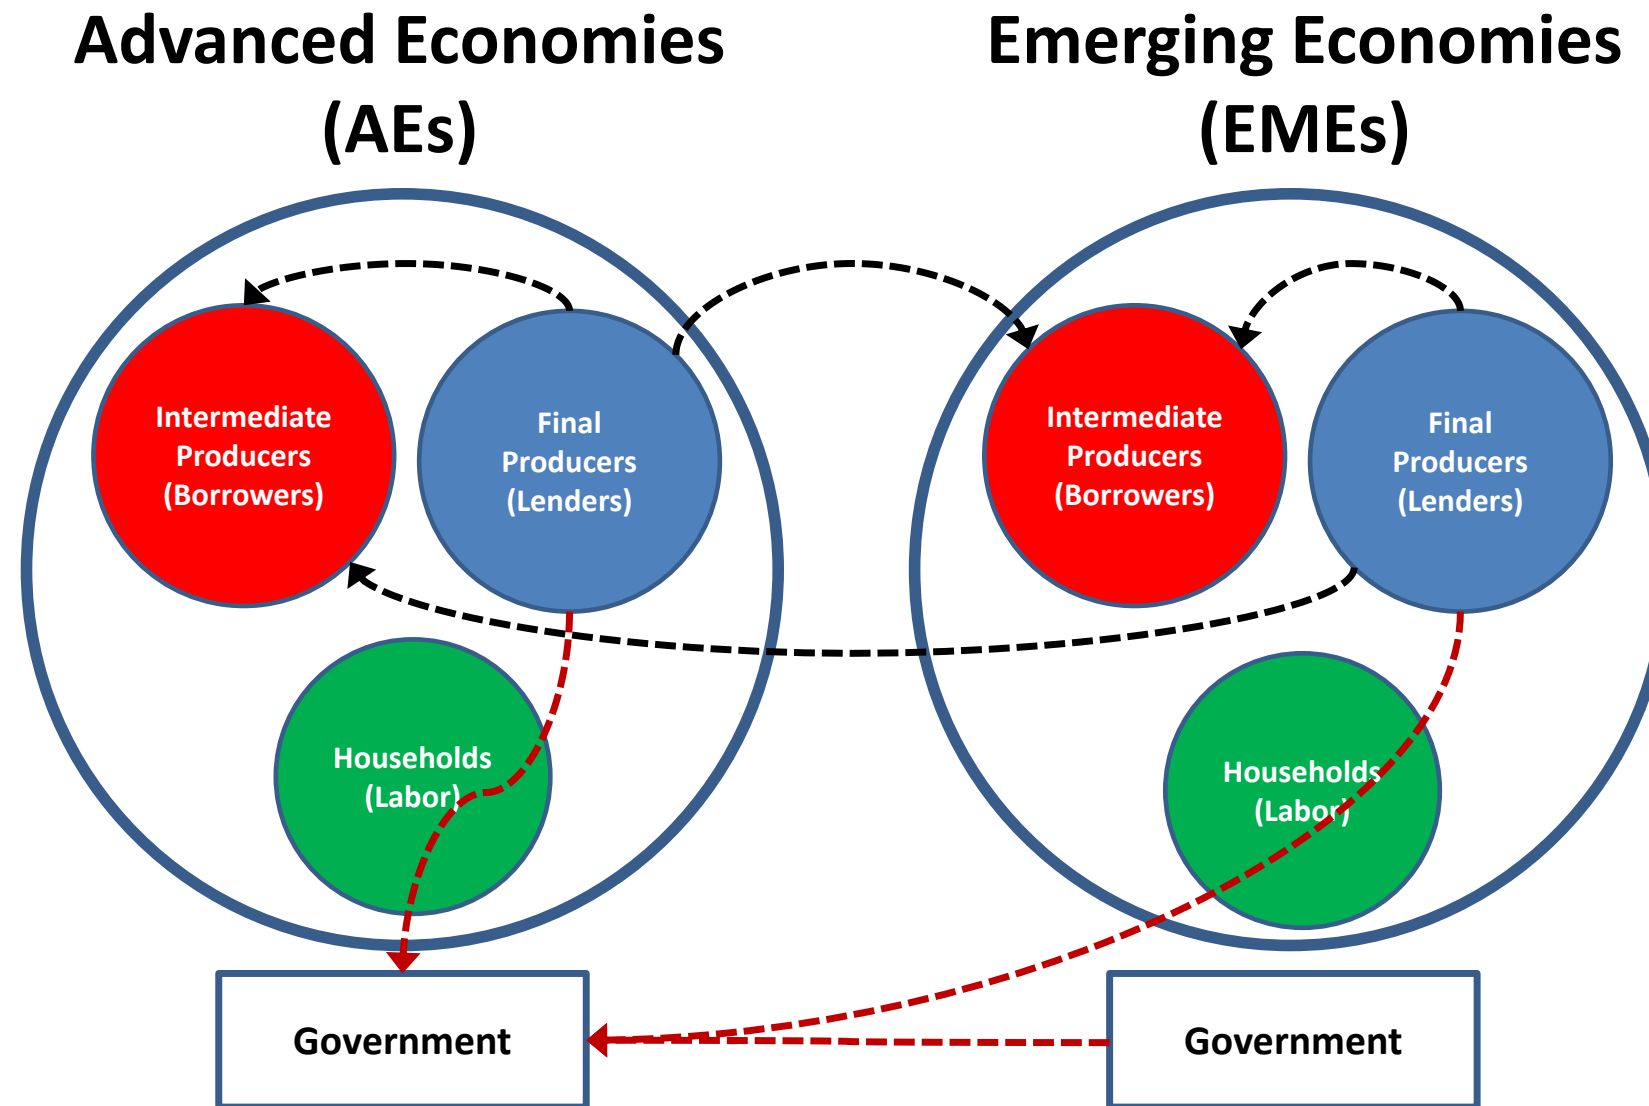 Advanced Economies
(AEs)
Emerging Economies
(EMEs)
Intermediate
Producers
(Borrowers)
Final
Producers
(Lenders)
Intermediate
Producers
(Borrowers)
Final
Producers
(Lenders)
Households
(Labor)
Households
(Labor)
Government
Government